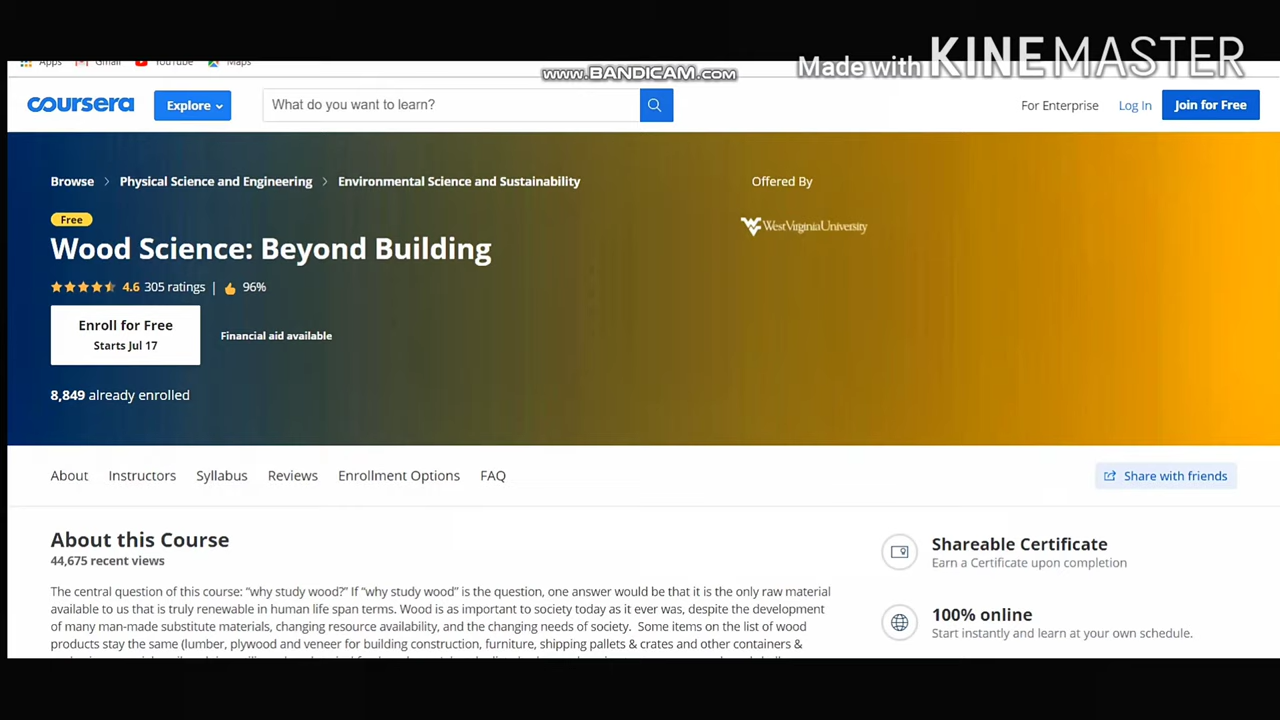 Made with KINEMASTER
www.BANDICAM.com
Apps Gmail YouTube Maps
coursera Explore What do you want to learn? For Enterprise Log In Join for Free
Browse > Physical Science and Engineering > Environmental Science and Sustainability
Offered By
Free
WestVirginiaUniversity
Wood Science: Beyond Building
4.6 305 ratings | 96%
Enroll for Free
Starts Jul 17
Financial aid available
8,849 already enrolled
About Instructors Syllabus Reviews Enrollment Options FAQ
Share with friends
About this Course
44,675 recent views
The central question of this course: “why study wood?” If “why study wood” is the question, one answer would be that it is the only raw material
available to us that is truly renewable in human life span terms. Wood is as important to society today as it ever was, despite the development
of many man-made substitute materials, changing resource availability, and the changing needs of society. Some items on the list of wood
products stay the same (lumber, plywood and veneer for building construction, furniture, shipping pallets & crates and other containers &
Shareable Certificate
Earn a Certificate upon completion
100% online
Start instantly and learn at your own schedule.